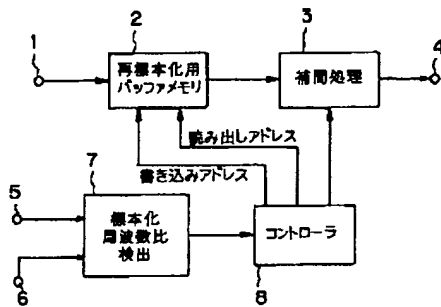 1
2
再標本化用
バッファメモリ
3
補間処理
4
読み出しアドレス
書き込みアドレス
5
6
7
標本化
周波数比
検出
コントローラ
8